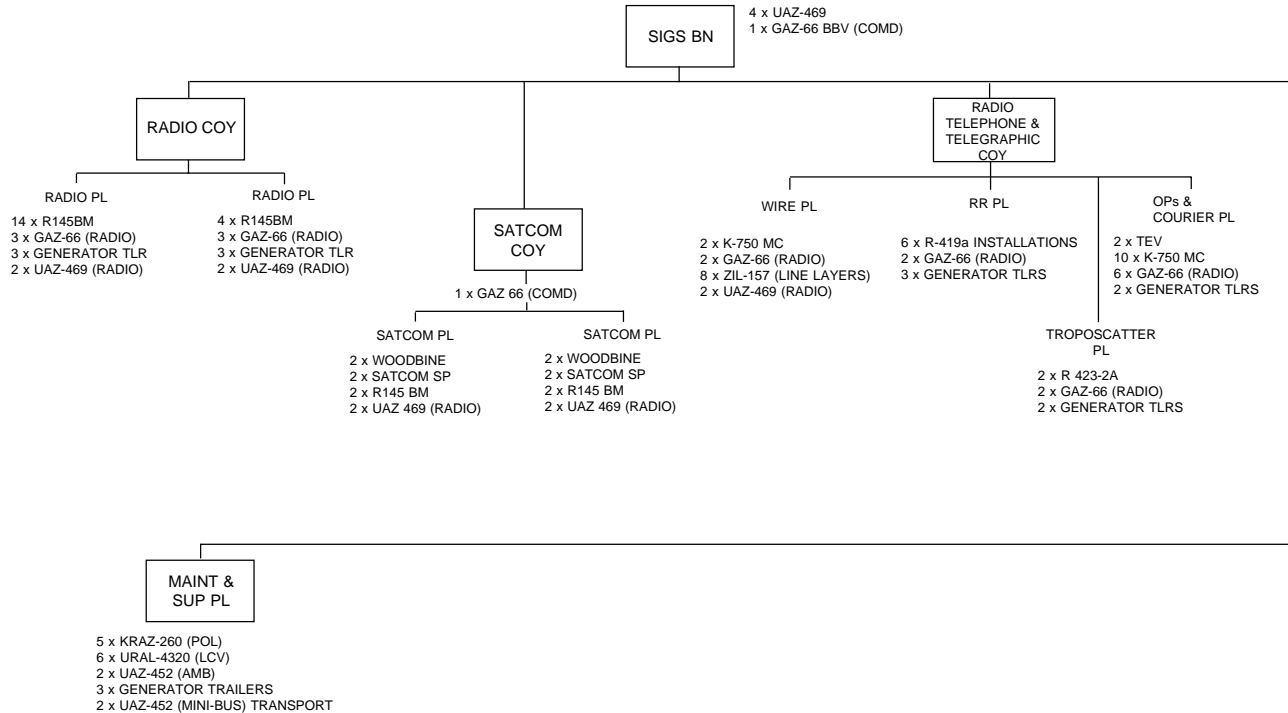 SIGS BN
4 x UAZ-469
1 x GAZ-66 BBV (COMD)
RADIO COY
RADIO PL
14 x R145BM
3 x GAZ-66 (RADIO)
3 x GENERATOR TLR
2 x UAZ-469 (RADIO)
RADIO PL
4 x R145BM
3 x GAZ-66 (RADIO)
3 x GENERATOR TLR
2 x UAZ-469 (RADIO)
SATCOM
COY
1 x GAZ 66 (COMD)
SATCOM PL
2 x WOODBINE
2 x SATCOM SP
2 x R145 BM
2 x UAZ 469 (RADIO)
SATCOM PL
2 x WOODBINE
2 x SATCOM SP
2 x R145 BM
2 x UAZ 469 (RADIO)
RADIO
TELEPHONE &
TELEGRAPHIC
COY
WIRE PL
2 x K-750 MC
2 x GAZ-66 (RADIO)
8 x ZIL-157 (LINE LAYERS)
2 x UAZ-469 (RADIO)
RR PL
6 x R-419a INSTALLATIONS
2 x GAZ-66 (RADIO)
3 x GENERATOR TLRS
TROPOSCATTER
PL
2 x R 423-2A
2 x GAZ-66 (RADIO)
2 x GENERATOR TLRS
OPs &
COURIER PL
2 x TEV
10 x K-750 MC
6 x GAZ-66 (RADIO)
2 x GENERATOR TLRS
MAINT &
SUP PL
5 x KRAZ-260 (POL)
6 x URAL-4320 (LCV)
2 x UAZ-452 (AMB)
3 x GENERATOR TRAILERS
2 x UAZ-452 (MINI-BUS) TRANSPORT